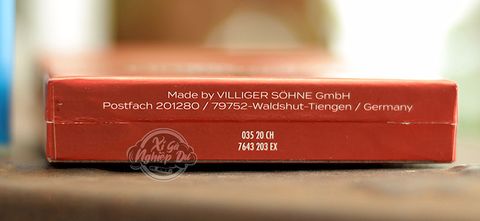 Made by VILLIGER SÖHNE GmbH
Postfach 201280 / 79752-Waldshut-Tiengen / Germany
035 20 CH
7643 203 EX
Xì Gà
Nghiệp Dư